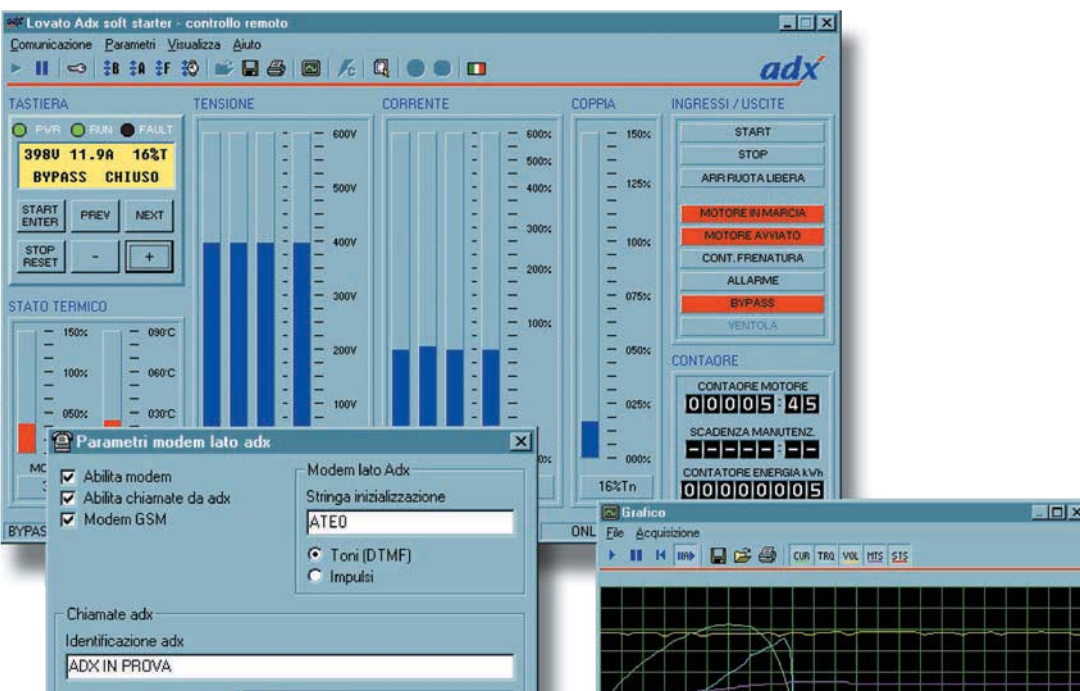 Lovato Adx soft starter - controllo remoto
Comunicazione Parametri Visualizza Aiuto
B A F
adx
TASTIERA
PWR RUN FAULT
398V 11.9A 16%T
BYPASS CHIUSO
START ENTER
PREV
NEXT
STOP RESET
-
+
STATO TERMICO
150%
100%
050%
090°C
060°C
030°C
TENSIONE
600V
500V
400V
300V
200V
100V
CORRENTE
600%
500%
400%
300%
200%
100%
COPPIA
150%
125%
100%
075%
050%
025%
000%
16%Tn
INGRESSI / USCITE
START
STOP
ARR RUOTA LIBERA
MOTORE IN MARCIA
MOTORE AVVIATO
CONT. FRENATURA
ALLARME
BYPASS
VENTOLA
CONTAORE
CONTAORE MOTORE
00005:45
SCADENZA MANUTENZ.
-----:--
CONTATORE ENERGIA kWh
00000005
BYPAS
ONL
Parametri modem lato adx
Abilita modem
Abilita chiamate da adx
Modem GSM
Modem lato Adx
Stringa inizializzazione
ATE0
Toni (DTMF)
Impulsi
Chiamate adx
Identificazione adx
ADX IN PROVA
Grafico
File Acquisizione
CUR TRQ VOL MTS STS